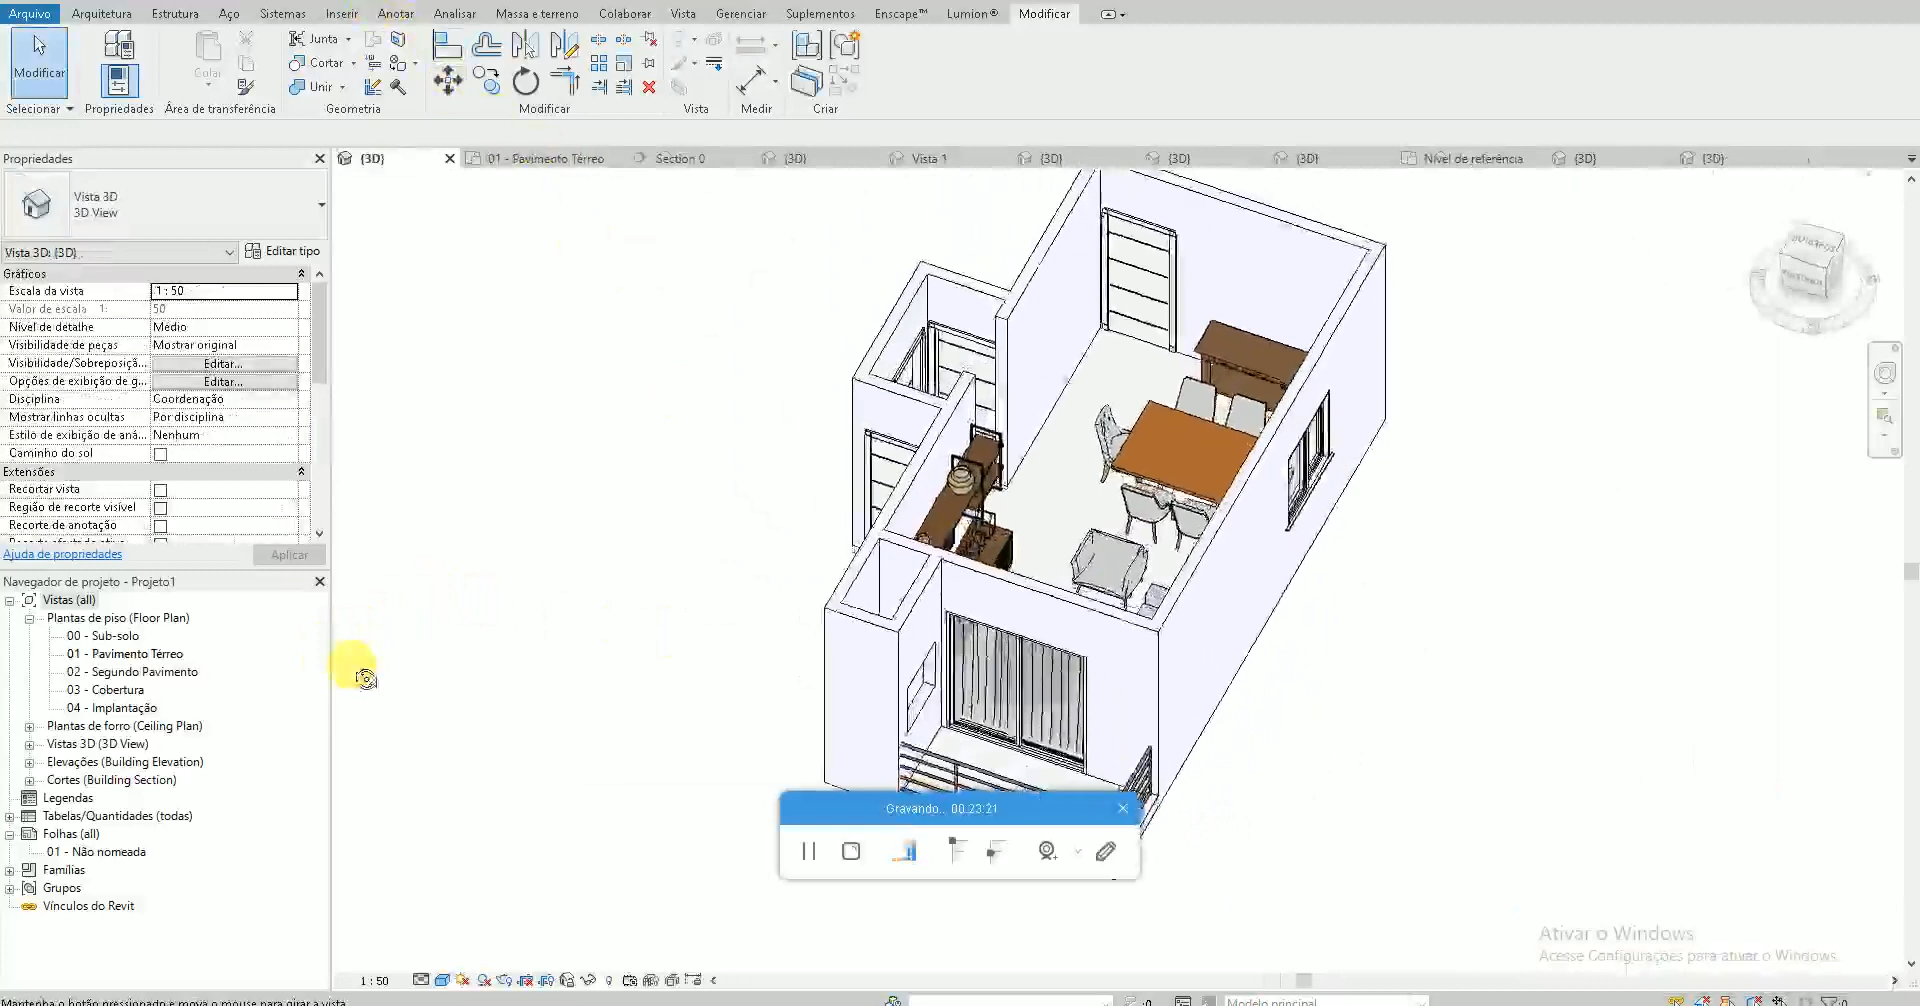 Arquivo Arquitetura Estrutura Aço Sistemas Inserir Anotar Analisar Massa e terreno Colaborar Vista Gerenciar Suplementos Enscape™ Lumion® Modificar
Modificar
Colar
Junta
Cortar
Unir
Selecionar Propriedades Área de transferência Geometria Modificar Vista Medir Criar
Propriedades
{3D} 01 - Pavimento Térreo Section 0 {3D} Vista 1 {3D} {3D} {3D} Nível de referência {3D} {3D}
Vista 3D
3D View
Vista 3D: {3D} Editar tipo
Gráficos
Escala da vista 1 : 50
Valor de escala 1: 50
Nível de detalhe Médio
Visibilidade de peças Mostrar original
Visibilidade/Sobreposiçã... Editar...
Opções de exibição de g... Editar...
Disciplina Coordenação
Mostrar linhas ocultas Por disciplina
Estilo de exibição de aná... Nenhum
Caminho do sol
Extensões
Recortar vista
Região de recorte visível
Recorte de anotação
Ajuda de propriedades Aplicar
Navegador de projeto - Projeto1
Vistas (all)
Plantas de piso (Floor Plan)
00 - Sub-solo
01 - Pavimento Térreo
02 - Segundo Pavimento
03 - Cobertura
04 - Implantação
Plantas de forro (Ceiling Plan)
Vistas 3D (3D View)
Elevações (Building Elevation)
Cortes (Building Section)
Legendas
Tabelas/Quantidades (todas)
Folhas (all)
01 - Não nomeada
Famílias
Grupos
Vínculos do Revit
Gravando... 00:23:21
Ativar o Windows
Acesse Configurações para ativar o Windows.
1 : 50
Mantenha o botão pressionado e mova o mouse para girar a vista.
:0 Modelo principal :0